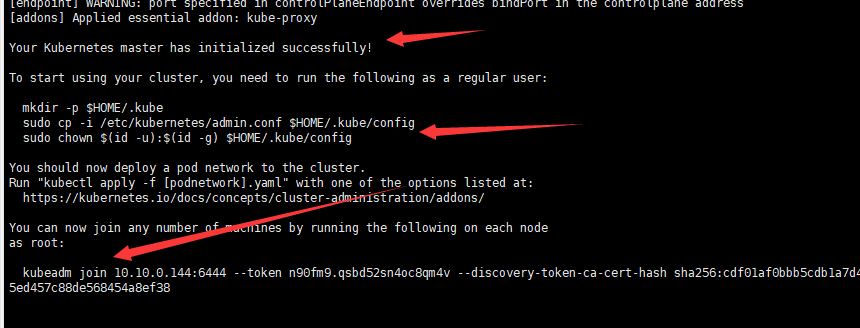 [endpoint] WARNING: port specified in controlPlaneEndpoint overrides bindPort in the controlplane address
[addons] Applied essential addon: kube-proxy
Your Kubernetes master has initialized successfully!
To start using your cluster, you need to run the following as a regular user:
mkdir -p $HOME/.kube
sudo cp -i /etc/kubernetes/admin.conf $HOME/.kube/config
sudo chown $(id -u):$(id -g) $HOME/.kube/config
You should now deploy a pod network to the cluster.
Run "kubectl apply -f [podnetwork].yaml" with one of the options listed at:
https://kubernetes.io/docs/concepts/cluster-administration/addons/
You can now join any number of machines by running the following on each node
as root:
kubeadm join 10.10.0.144:6444 --token n90fm9.qsbd52sn4oc8qm4v --discovery-token-ca-cert-hash sha256:cdf01af0bbb5cdb1a7d4
5ed457c88de568454a8ef38